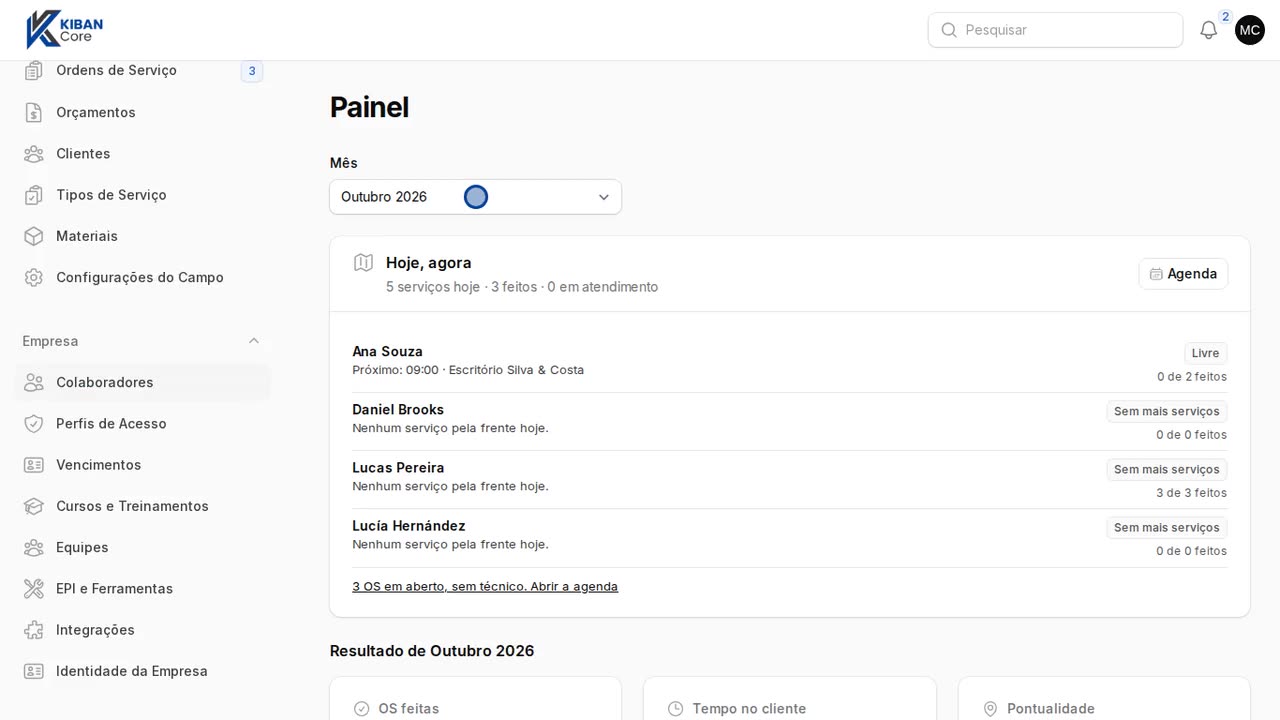 KIBAN
Core
Pesquisar
2
MC
Ordens de Serviço
3
Orçamentos
Clientes
Tipos de Serviço
Materiais
Configurações do Campo
Empresa
Colaboradores
Perfis de Acesso
Vencimentos
Cursos e Treinamentos
Equipes
EPI e Ferramentas
Integrações
Identidade da Empresa
Painel
Mês
Outubro 2026
Hoje, agora
5 serviços hoje · 3 feitos · 0 em atendimento
Agenda
Ana Souza
Livre
Próximo: 09:00 · Escritório Silva & Costa
0 de 2 feitos
Daniel Brooks
Sem mais serviços
Nenhum serviço pela frente hoje.
0 de 0 feitos
Lucas Pereira
Sem mais serviços
Nenhum serviço pela frente hoje.
3 de 3 feitos
Lucía Hernández
Sem mais serviços
Nenhum serviço pela frente hoje.
0 de 0 feitos
3 OS em aberto, sem técnico. Abrir a agenda
Resultado de Outubro 2026
OS feitas
Tempo no cliente
Pontualidade